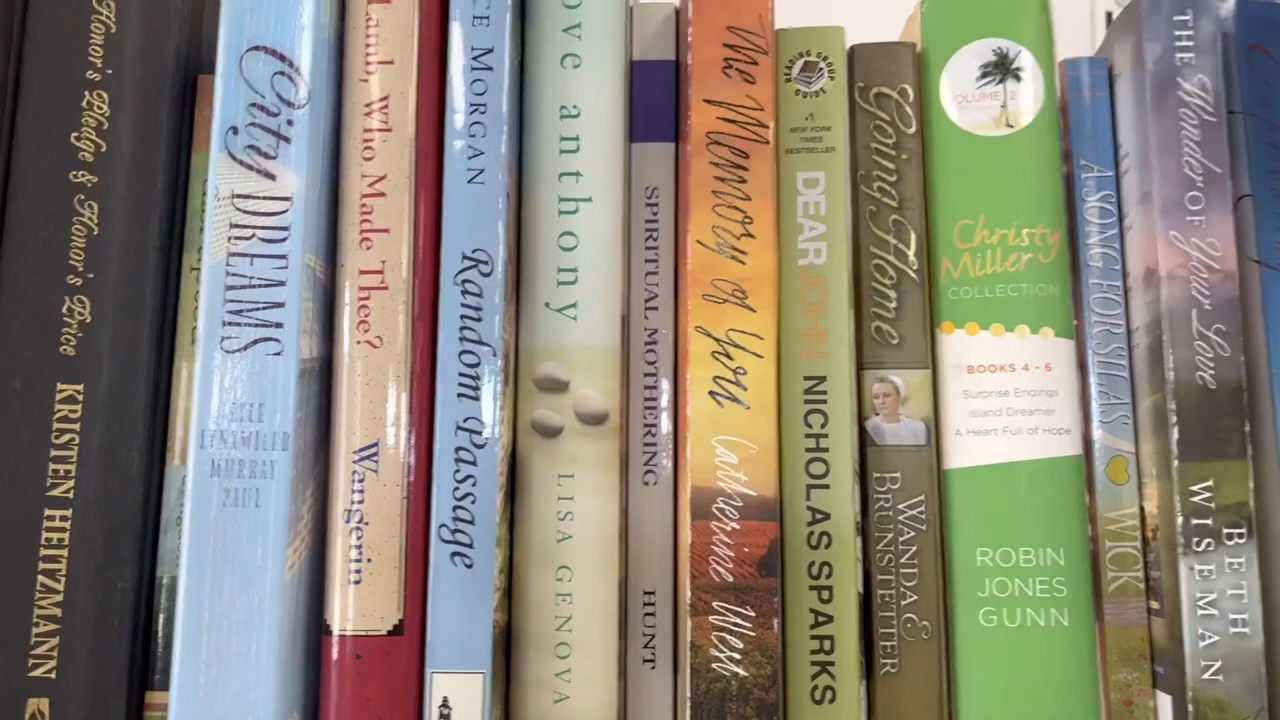 Honor's Pledge & Honor's Price KRISTEN HEITZMANN
City DREAMS
MURRAY
PAUL
Lamb, Who Made Thee? Wangerin
CE MORGAN Random Passage
ove anthony LISA GENOVA
SPIRITUAL MOTHERING HUNT
The Memory of You Catherine West
READING GROUP GUIDE
#1
NEW YORK
TIMES
BESTSELLER
DEAR JOHN NICHOLAS SPARKS
Going Home
WANDA &
BRUNSTETTER
VOLUME 2
Christy
Miller
COLLECTION
BOOKS 4 - 6
Surprise Endings
Island Dreamer
A Heart Full of Hope
ROBIN
JONES
GUNN
A SONG FOR SILAS WICK
THE Wonder OF Your Love
BETH
WISEMAN